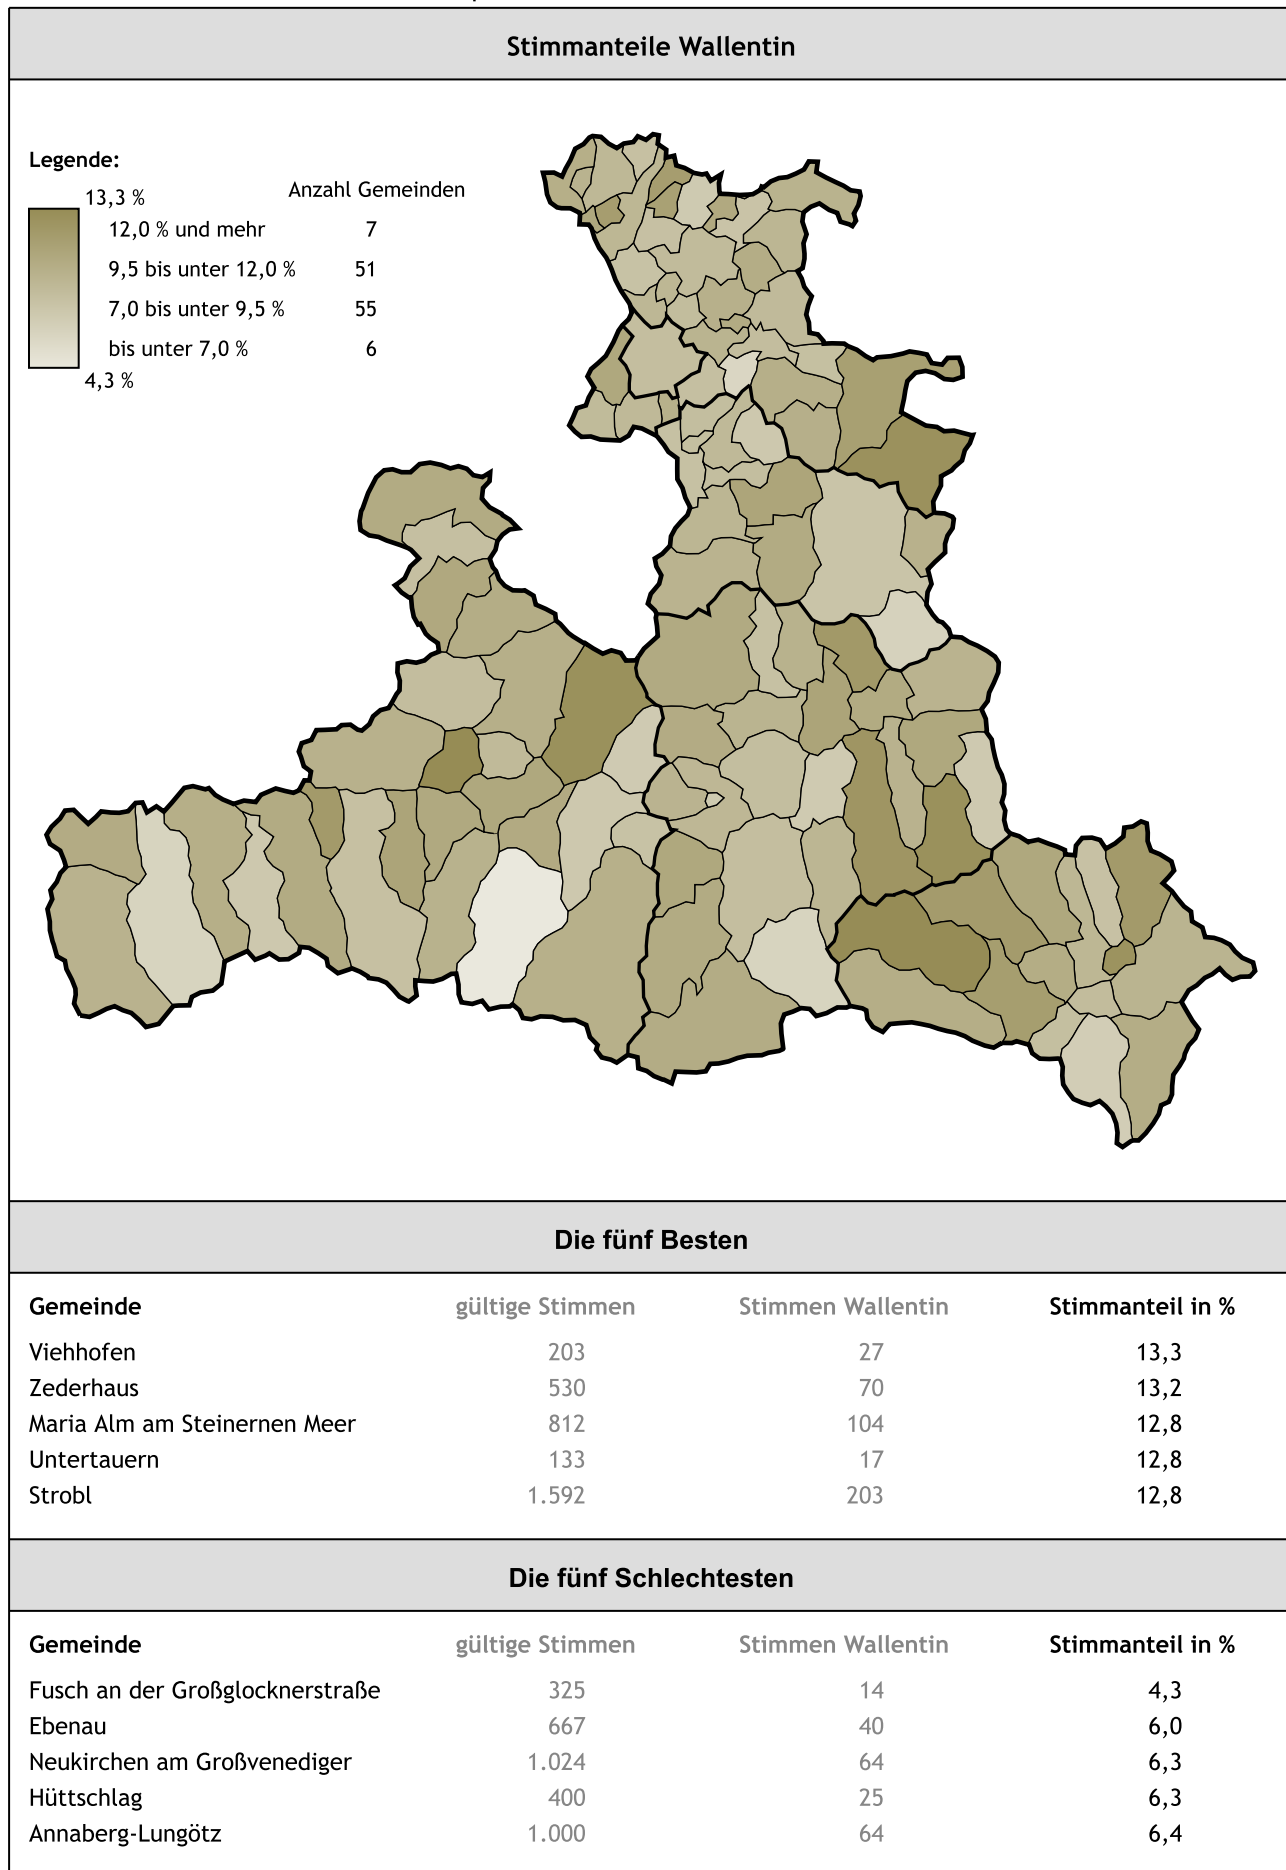 Stimmanteile Wallentin
Legende:
Anzahl Gemeinden
13,3 %
12,0 % und mehr 7
9,5 bis unter 12,0 % 51
7,0 bis unter 9,5 % 55
bis unter 7,0 % 6
4,3 %
Die fünf Besten
Gemeinde gültige Stimmen Stimmen Wallentin Stimmanteil in %
Viehhofen 203 27 13,3
Zederhaus 530 70 13,2
Maria Alm am Steinernen Meer 812 104 12,8
Untertauern 133 17 12,8
Strobl 1.592 203 12,8
Die fünf Schlechtesten
Gemeinde gültige Stimmen Stimmen Wallentin Stimmanteil in %
Fusch an der Großglocknerstraße 325 14 4,3
Ebenau 667 40 6,0
Neukirchen am Großvenediger 1.024 64 6,3
Hüttschlag 400 25 6,3
Annaberg-Lungötz 1.000 64 6,4